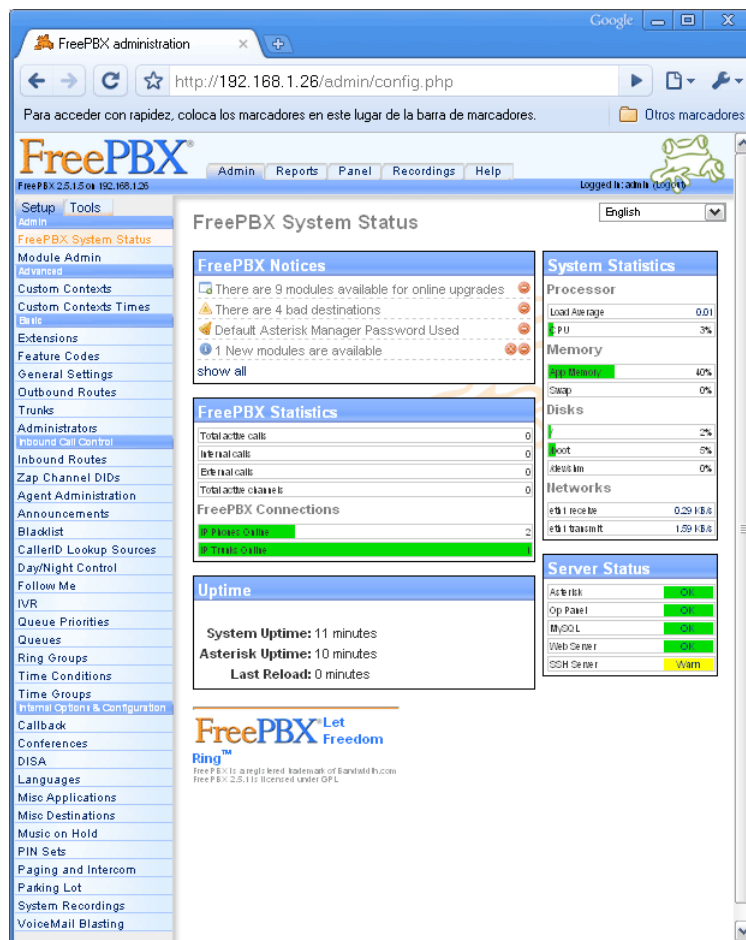 Google
FreePBX administration
http://192.168.1.26/admin/config.php
Para acceder con rapidez, coloca los marcadores en este lugar de la barra de marcadores.
Otros marcadores
FreePBX®
Admin Reports Panel Recordings Help
FreePBX 2.5.1.5 on 192.168.1.26
Logged in: admin (Logout)
Setup Tools
English
Admin
FreePBX System Status
Module Admin
Advanced
Custom Contexts
Custom Contexts Times
Basic
Extensions
Feature Codes
General Settings
Outbound Routes
Trunks
Administrators
Inbound Call Control
Inbound Routes
Zap Channel DIDs
Agent Administration
Announcements
Blacklist
CallerID Lookup Sources
Day/Night Control
Follow Me
IVR
Queue Priorities
Queues
Ring Groups
Time Conditions
Time Groups
Internal Options & Configuration
Callback
Conferences
DISA
Languages
Misc Applications
Misc Destinations
Music on Hold
PIN Sets
Paging and Intercom
Parking Lot
System Recordings
VoiceMail Blasting
FreePBX System Status
FreePBX Notices
There are 9 modules available for online upgrades
There are 4 bad destinations
Default Asterisk Manager Password Used
1 New modules are available
show all
FreePBX Statistics
Total active calls 0
Internal calls 0
External calls 0
Total active channels 0
FreePBX Connections
IP Phones Online 2
IP Trunks Online 1
Uptime
System Uptime: 11 minutes
Asterisk Uptime: 10 minutes
Last Reload: 0 minutes
System Statistics
Processor
Load Average 0.01
CPU 3%
Memory
App Memory 40%
Swap 0%
Disks
/ 2%
/boot 5%
/dev/shm 0%
Networks
eth1 receive 0.29 KB/s
eth1 transmit 1.59 KB/s
Server Status
Asterisk OK
Op Panel OK
MySQL OK
Web Server OK
SSH Server Warn
FreePBX® Let Freedom
Ring™
FreePBX is a registered trademark of Bandwidth.com
FreePBX 2.5.1 is licensed under GPL